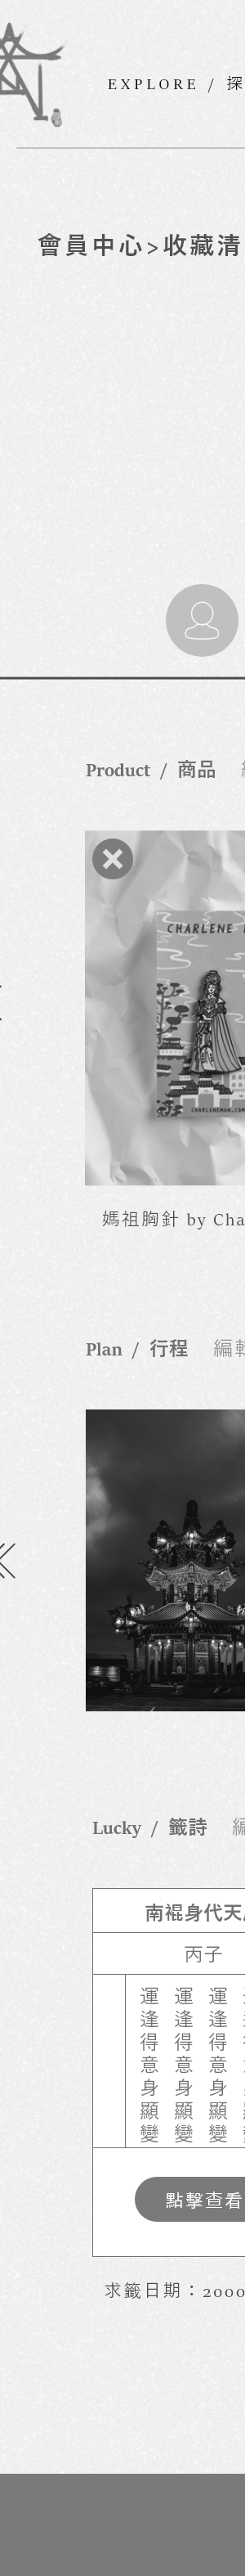 EXPLORE / 探
會員中心>收藏清
Product / 商品
CHARLENE
CHARLENEMAN.COM
媽祖胸針 by Cha
Plan / 行程 編輯
Lucky / 籤詩 編
南裩身代天
丙子
運逢得意身顯變
運逢得意身顯變
運逢得意身顯變
點擊查看
求籤日期：2000